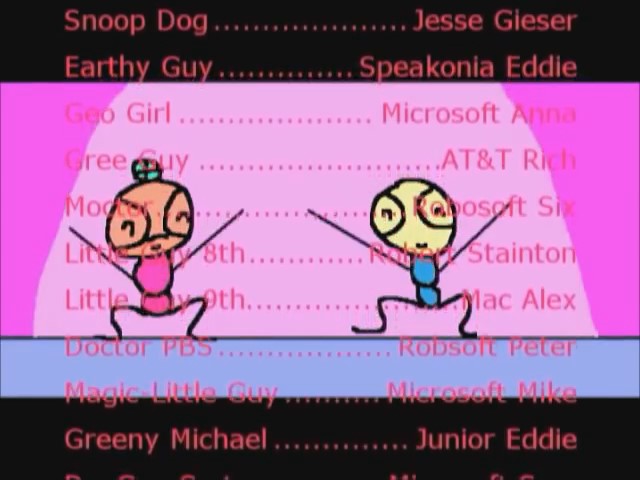 Snoop Dog...................Jesse Gieser
Earthy Guy.............Speakonia Eddie
Geo Girl................... Microsoft Anna
Gree Guy .......................AT&T Rich
Moctor.........................Robosoft Six
Little Guy 8th............Robert Stainton
Little Guy 9th.....................Mac Alex
Doctor PBS.................Robsoft Peter
Magic-Little Guy..........Microsoft Mike
Greeny Michael.............Junior Eddie